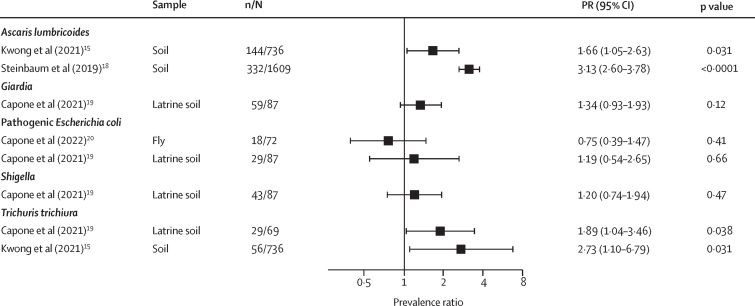 Sample n/N PR (95% CI) p value
Ascaris lumbricoides
Kwong et al (2021)15 Soil 144/736 1·66 (1·05–2·63) 0·031
Steinbaum et al (2019)18 Soil 332/1609 3·13 (2·60–3·78) <0·0001
Giardia
Capone et al (2021)19 Latrine soil 59/87 1·34 (0·93–1·93) 0·12
Pathogenic Escherichia coli
Capone et al (2022)20 Fly 18/72 0·75 (0·39–1·47) 0·41
Capone et al (2021)19 Latrine soil 29/87 1·19 (0·54–2·65) 0·66
Shigella
Capone et al (2021)19 Latrine soil 43/87 1·20 (0·74–1·94) 0·47
Trichuris trichiura
Capone et al (2021)19 Latrine soil 29/69 1·89 (1·04–3·46) 0·038
Kwong et al (2021)15 Soil 56/736 2·73 (1·10–6·79) 0·031
0·5 1 2 4 8
Prevalence ratio